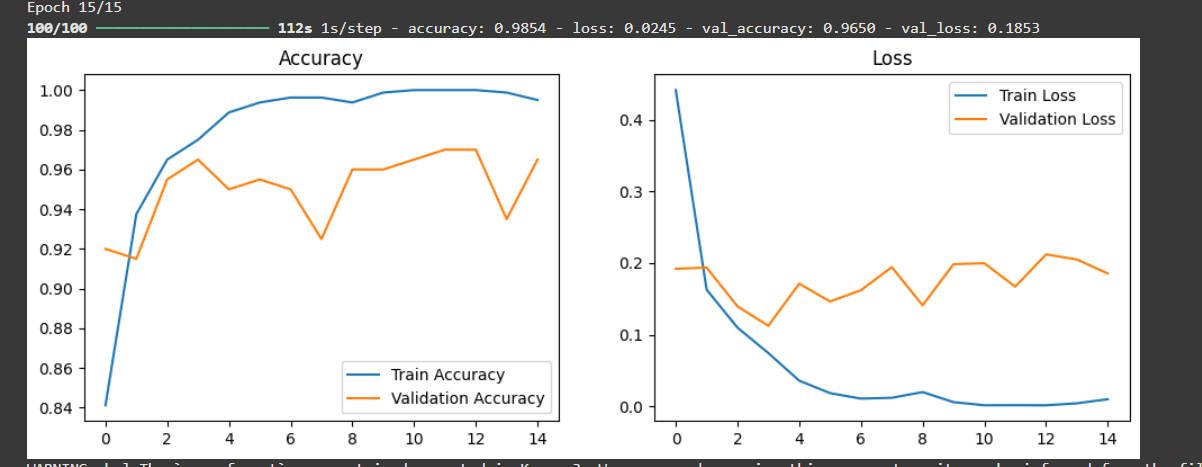 Epoch 15/15
100/100 ━━━━━━━━━━━━━━━━━━━━ 112s 1s/step - accuracy: 0.9854 - loss: 0.0245 - val_accuracy: 0.9650 - val_loss: 0.1853
Accuracy
1.00
0.98
0.96
0.94
0.92
0.90
0.88
0.86
0.84
0 2 4 6 8 10 12 14
Train Accuracy
Validation Accuracy
Loss
0.4
0.3
0.2
0.1
0.0
0 2 4 6 8 10 12 14
Train Loss
Validation Loss